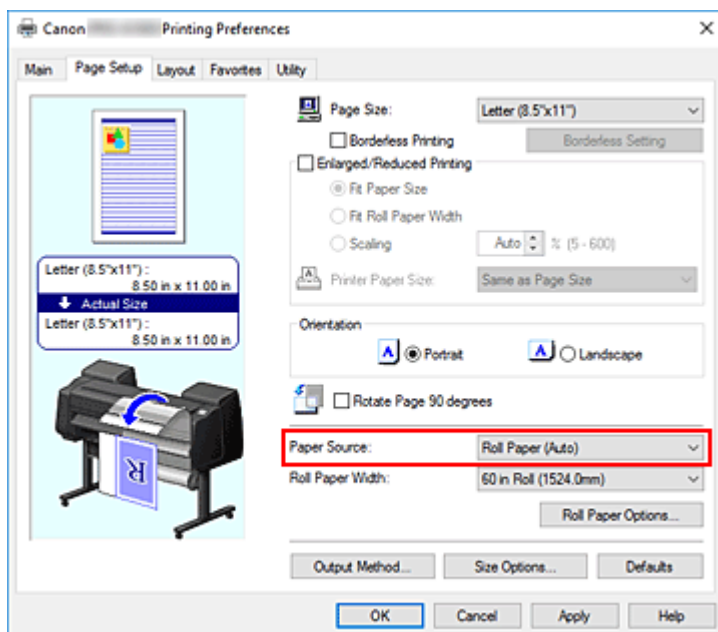 Canon Printing Preferences
Main Page Setup Layout Favorites Utility
Page Size: Letter (8.5"x11")
Borderless Printing Borderless Setting
Enlarged/Reduced Printing
Fit Paper Size
Fit Roll Paper Width
Scaling Auto % (5 - 600)
Printer Paper Size: Same as Page Size
Letter (8.5"x11") :
8.50 in x 11.00 in
Actual Size
Letter (8.5"x11") :
8.50 in x 11.00 in
Orientation
A Portrait A Landscape
Rotate Page 90 degrees
Paper Source: Roll Paper (Auto)
Roll Paper Width: 60 in Roll (1524.0mm)
R
Roll Paper Options...
Output Method... Size Options... Defaults
OK Cancel Apply Help